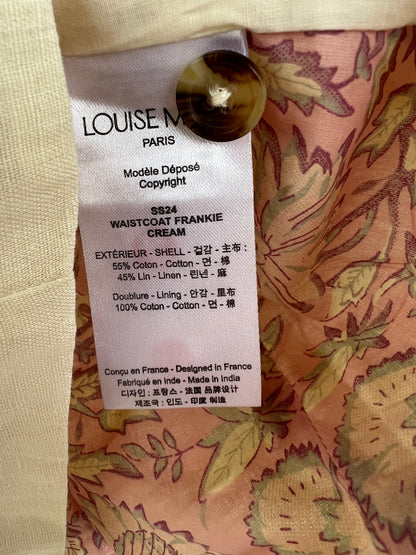 LOUISE
PARIS
Modèle Déposé
Copyright
SS24
WAISTCOAT FRANKIE
CREAM
EXTÉRIEUR - SHELL - 겉감 - 主布 :
55% Coton - Cotton - 면 - 棉
45% Lin - Linen - 린넨 - 麻
Doublure - Lining - 안감 - 里布
100% Coton - Cotton - 면 - 棉
Conçu en France - Designed in France
Fabriqué en inde - Made in india
디자인 : 프랑스 - 法国 品牌设计
제조국 : 인도 - 印度 制造